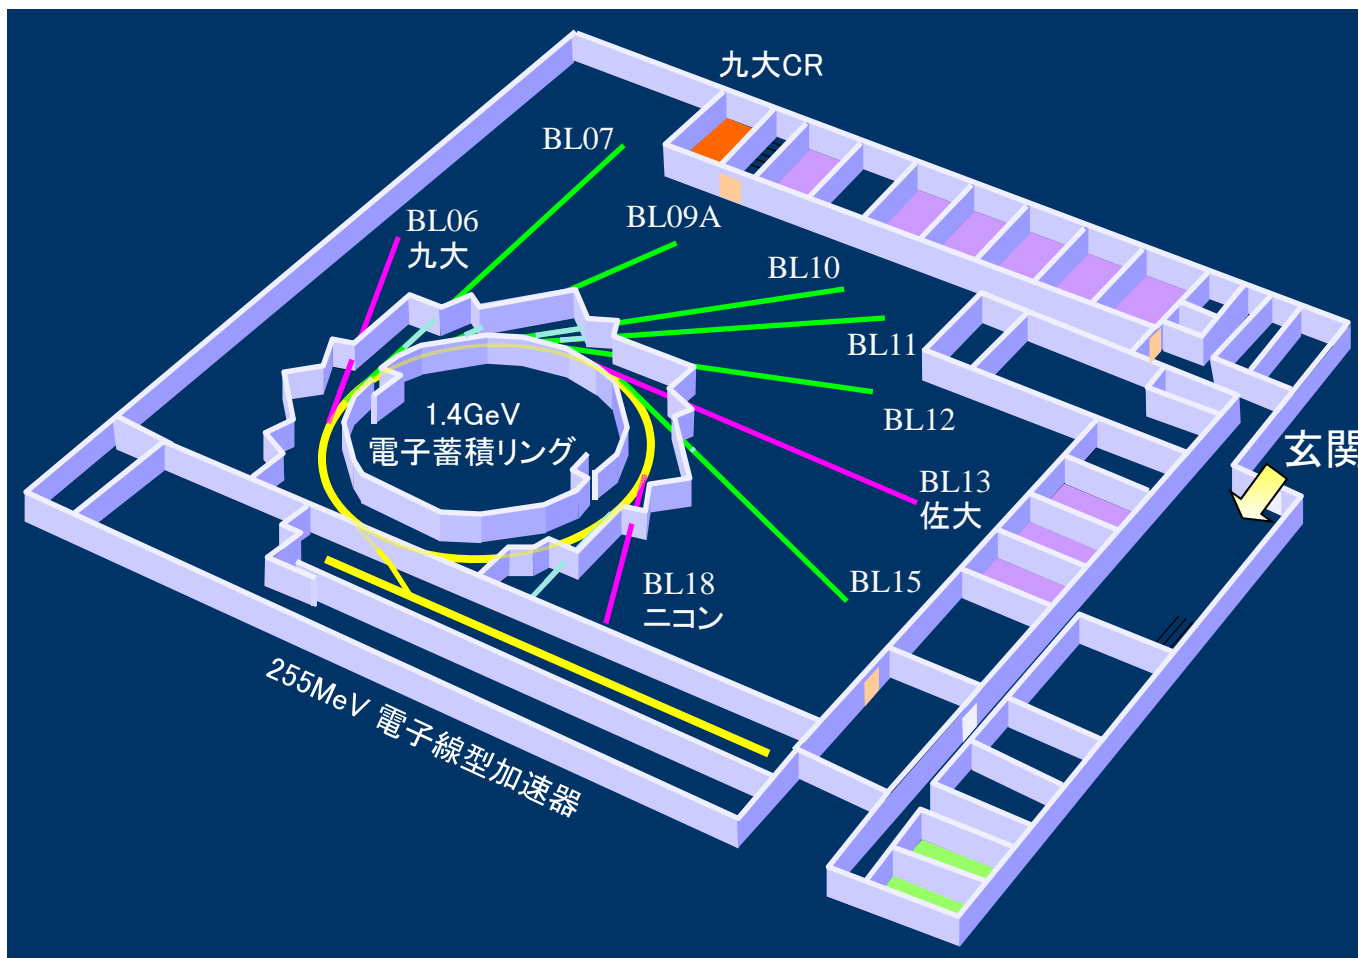 九大CR
BL07
BL09A
BL06
九大
BL10
BL11
BL12
1.4GeV
電子蓄積リング
玄関
BL13
佐大
BL15
BL18
ニコン
255MeV 電子線型加速器